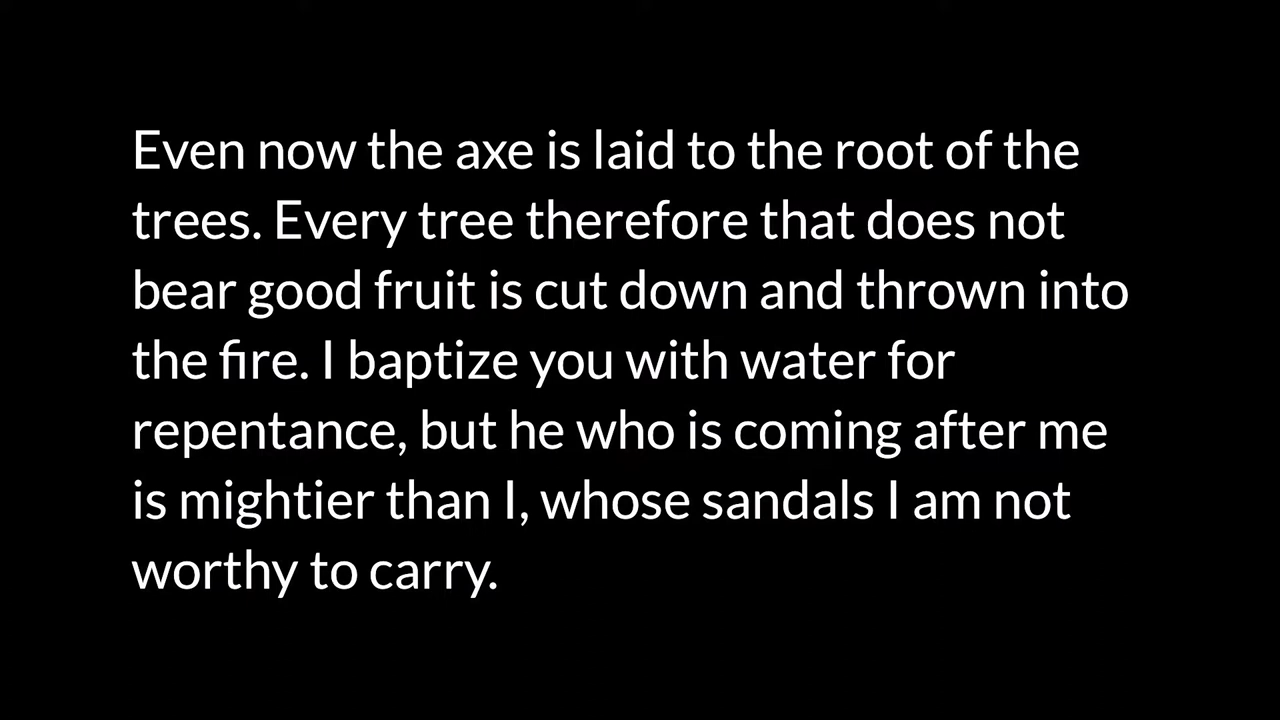 Even now the axe is laid to the root of the
trees. Every tree therefore that does not
bear good fruit is cut down and thrown into
the fire. I baptize you with water for
repentance, but he who is coming after me
is mightier than I, whose sandals I am not
worthy to carry.